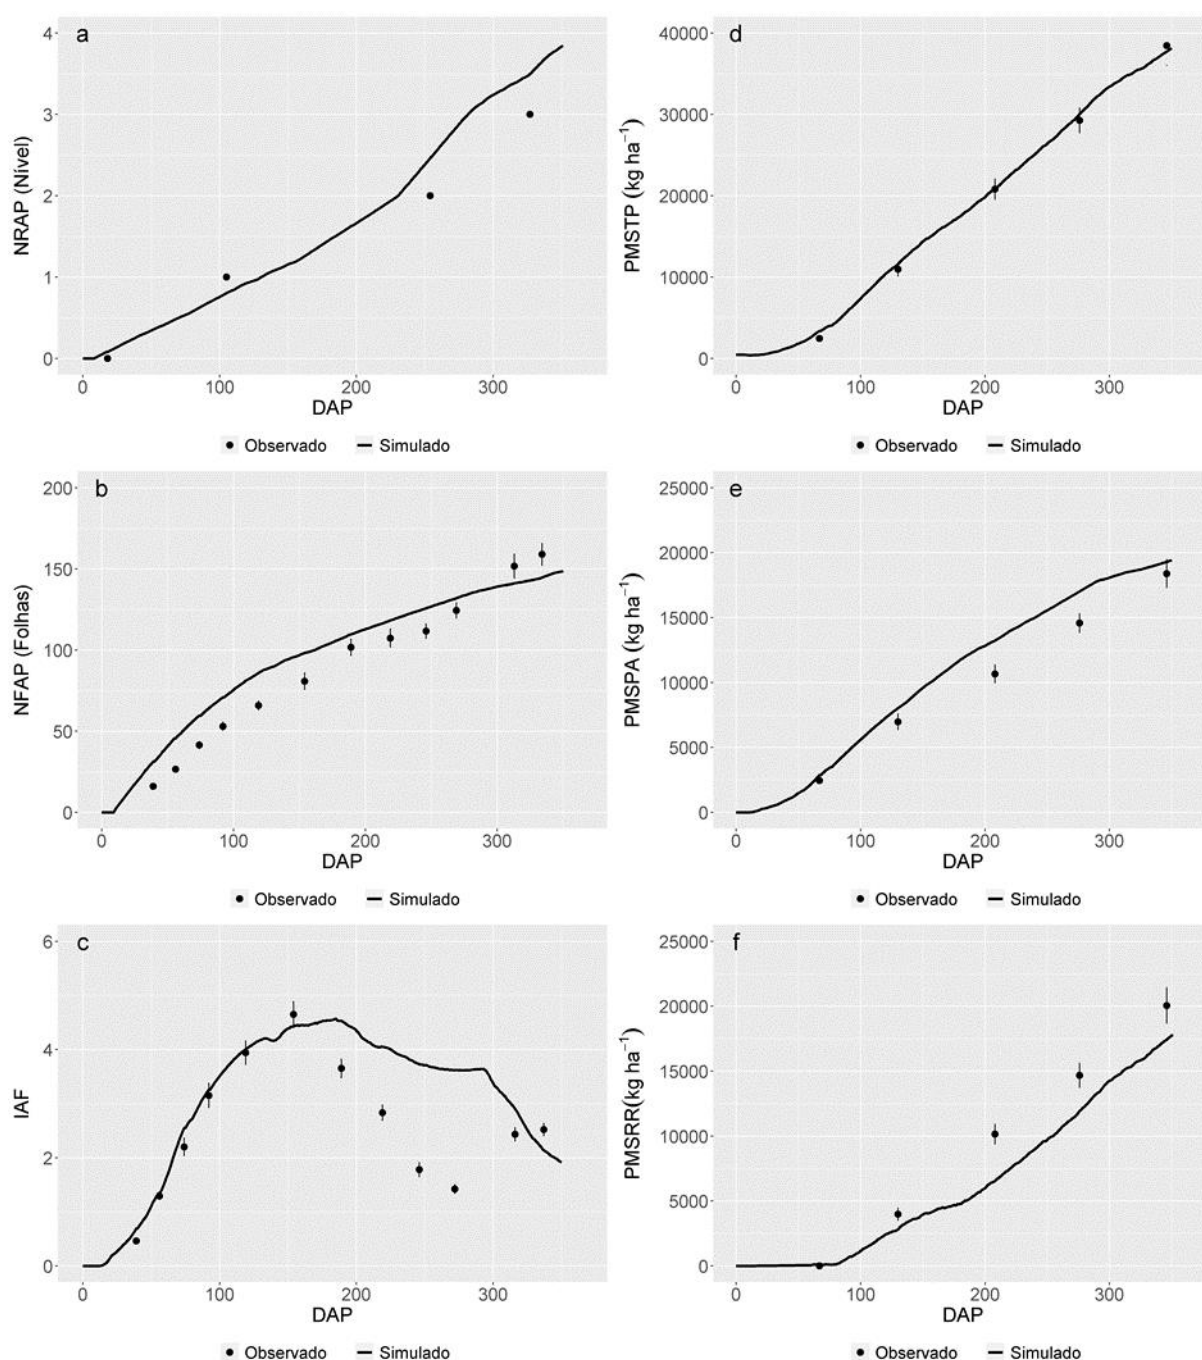 a
4
3
2
1
0
NRAP (Nível)
0 100 200 300
DAP
Observado Simulado
d
40000
30000
20000
10000
0
PMSTP (kg ha⁻¹)
0 100 200 300
DAP
Observado Simulado
b
200
150
100
50
0
NFAP (Folhas)
0 100 200 300
DAP
Observado Simulado
e
25000
20000
15000
10000
5000
0
PMSPA (kg ha⁻¹)
0 100 200 300
DAP
Observado Simulado
c
6
4
2
0
IAF
0 100 200 300
DAP
Observado Simulado
f
25000
20000
15000
10000
5000
0
PMSRR(kg ha⁻¹)
0 100 200 300
DAP
Observado Simulado